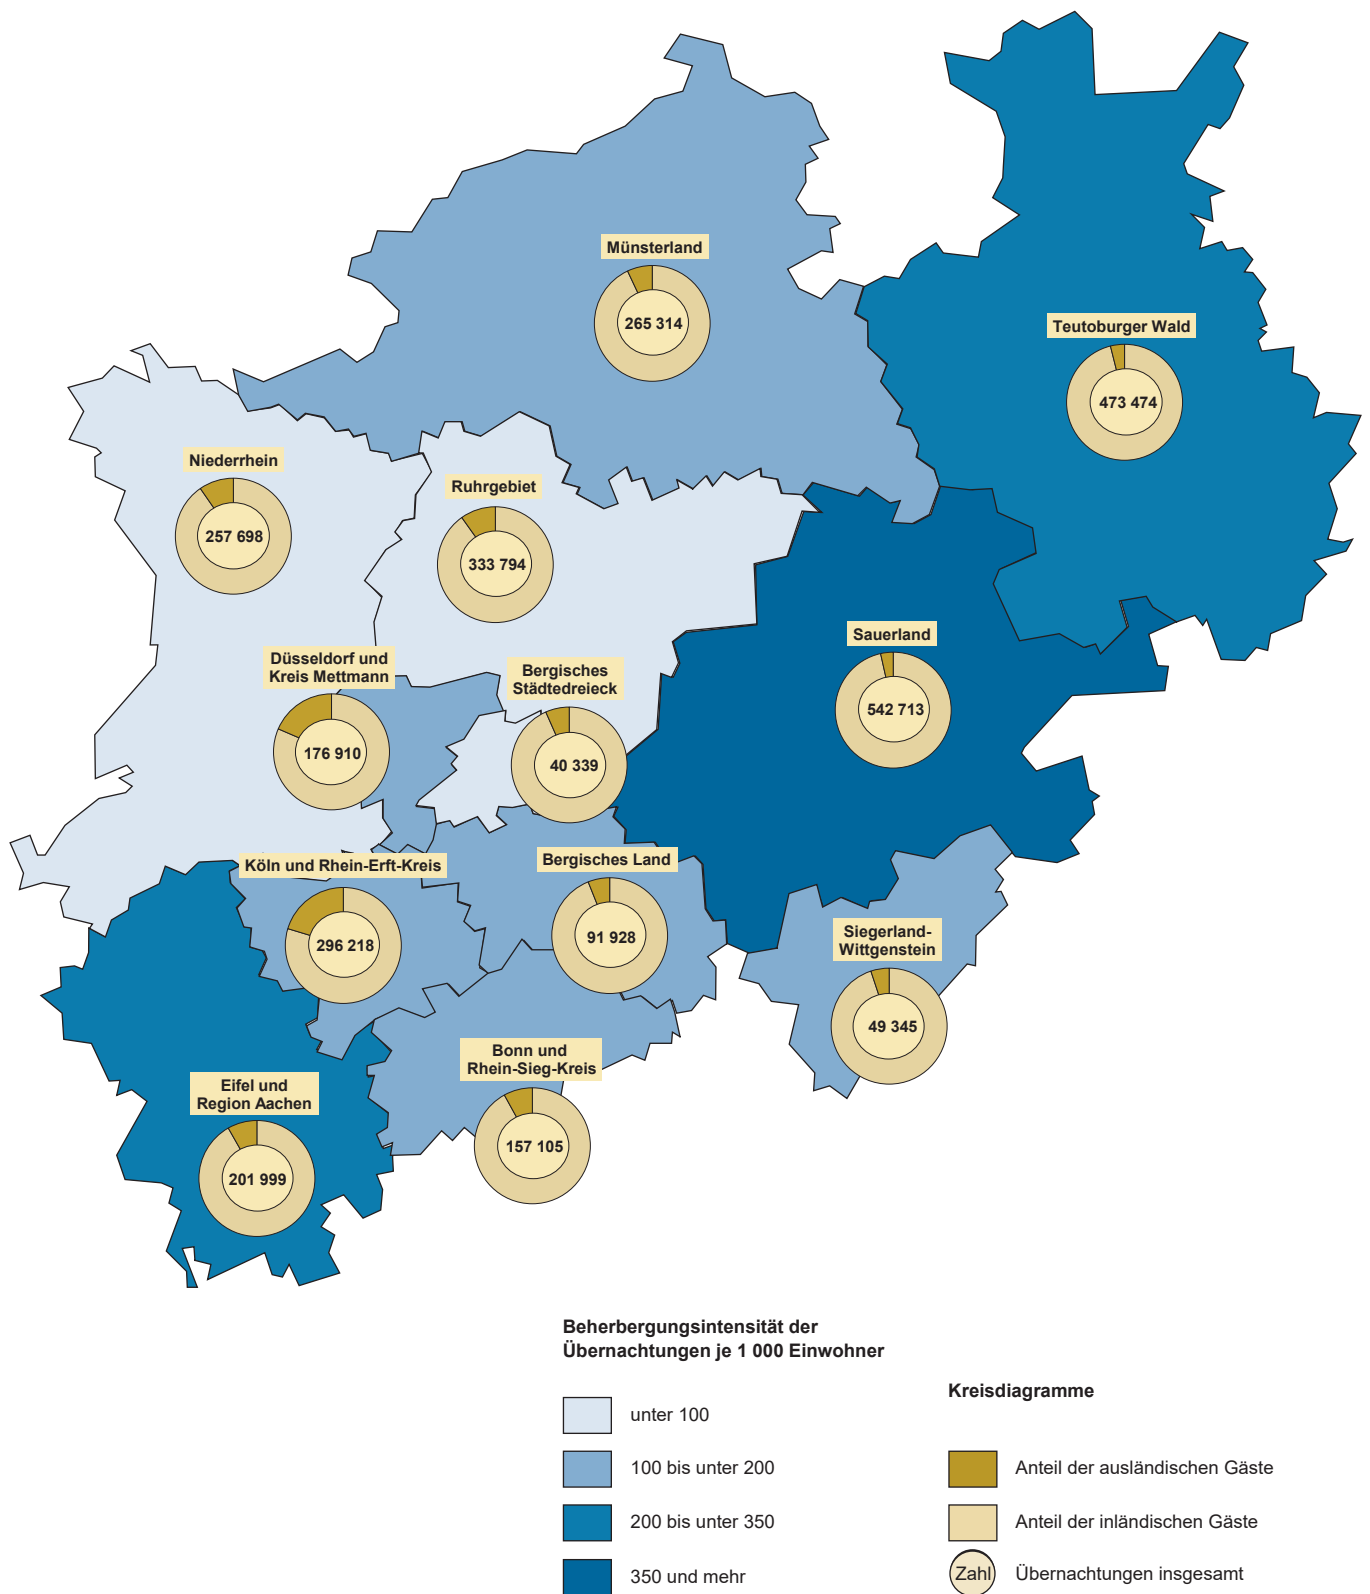 Münsterland
265 314
Teutoburger Wald
473 474
Niederrhein
257 698
Ruhrgebiet
333 794
Sauerland
542 713
Düsseldorf und
Kreis Mettmann
176 910
Bergisches
Städtedreieck
40 339
Köln und Rhein-Erft-Kreis
296 218
Bergisches Land
91 928
Siegerland-
Wittgenstein
49 345
Bonn und
Rhein-Sieg-Kreis
157 105
Eifel und
Region Aachen
201 999
Beherbergungsintensität der
Übernachtungen je 1 000 Einwohner
unter 100
100 bis unter 200
200 bis unter 350
350 und mehr
Kreisdiagramme
Anteil der ausländischen Gäste
Anteil der inländischen Gäste
Zahl Übernachtungen insgesamt